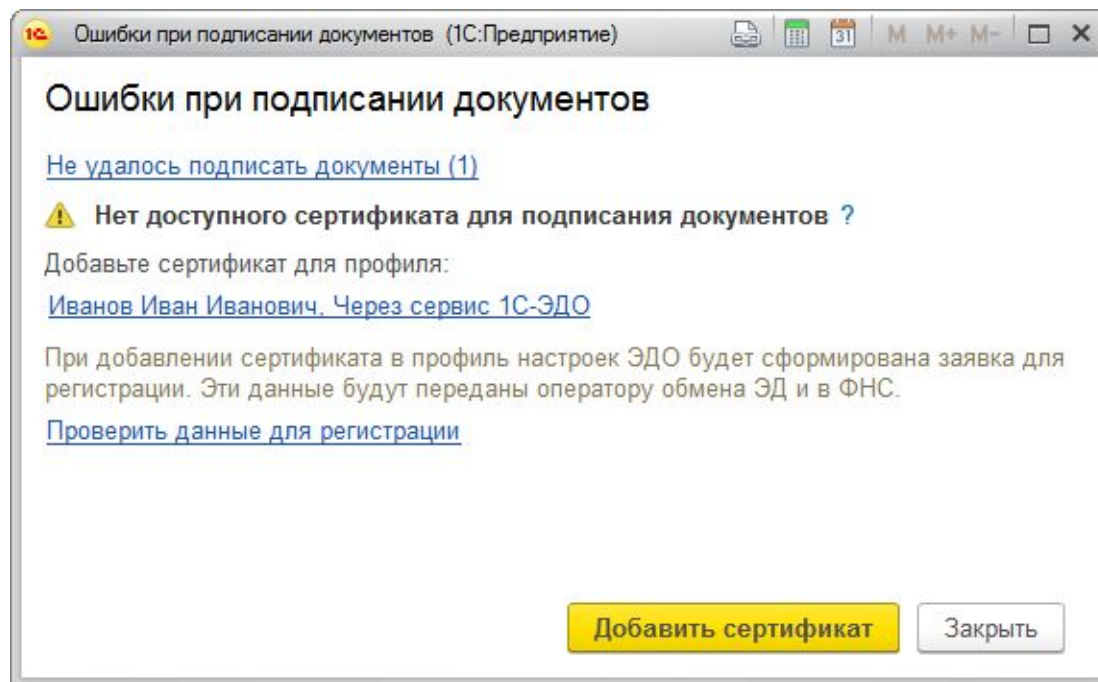 1С Ошибки при подписании документов (1С:Предприятие) 31 M M+ M-
Ошибки при подписании документов
Не удалось подписать документы (1)
Нет доступного сертификата для подписания документов ?
Добавьте сертификат для профиля:
Иванов Иван Иванович, Через сервис 1С-ЭДО
При добавлении сертификата в профиль настроек ЭДО будет сформирована заявка для
регистрации. Эти данные будут переданы оператору обмена ЭД и в ФНС.
Проверить данные для регистрации
Добавить сертификат Закрыть